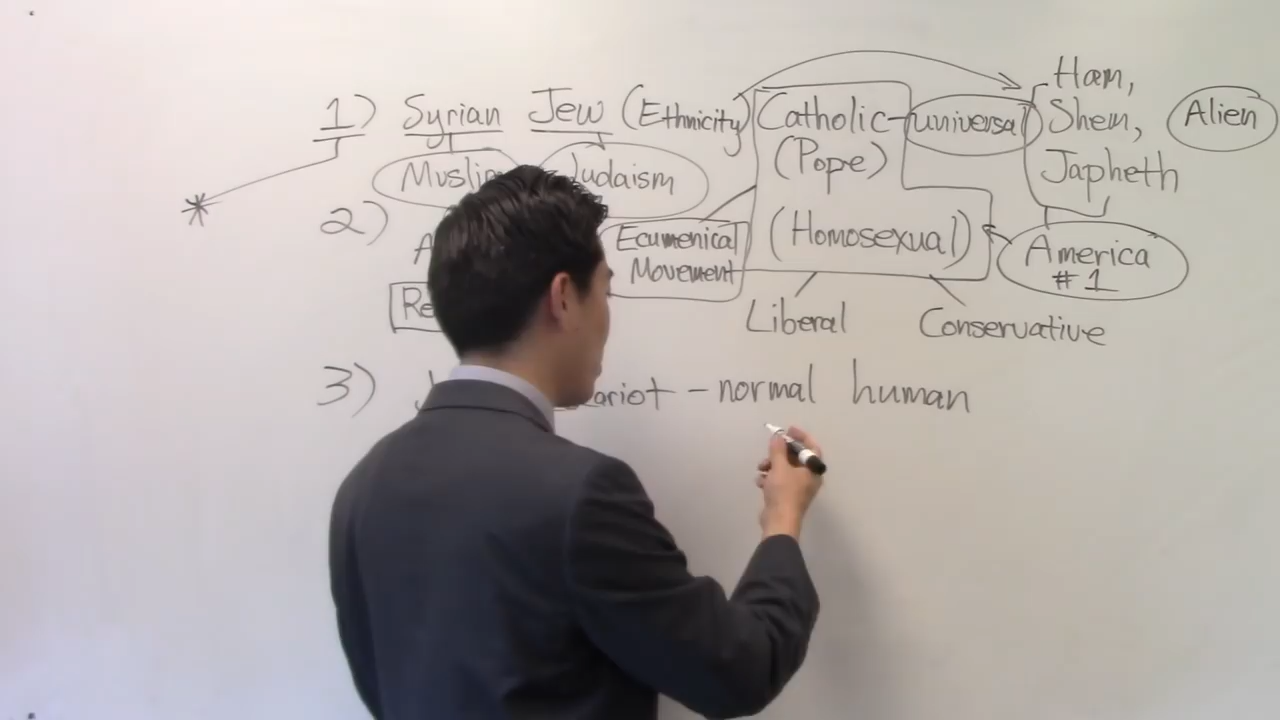 1) Syrian Jew (Ethnicity) Catholic - universal Ham,
Shem, Alien
Muslim Judaism (Pope) Japheth
2) Ecumenical (Homosexual) America
Movement # 1
Liberal Conservative
3) - normal human